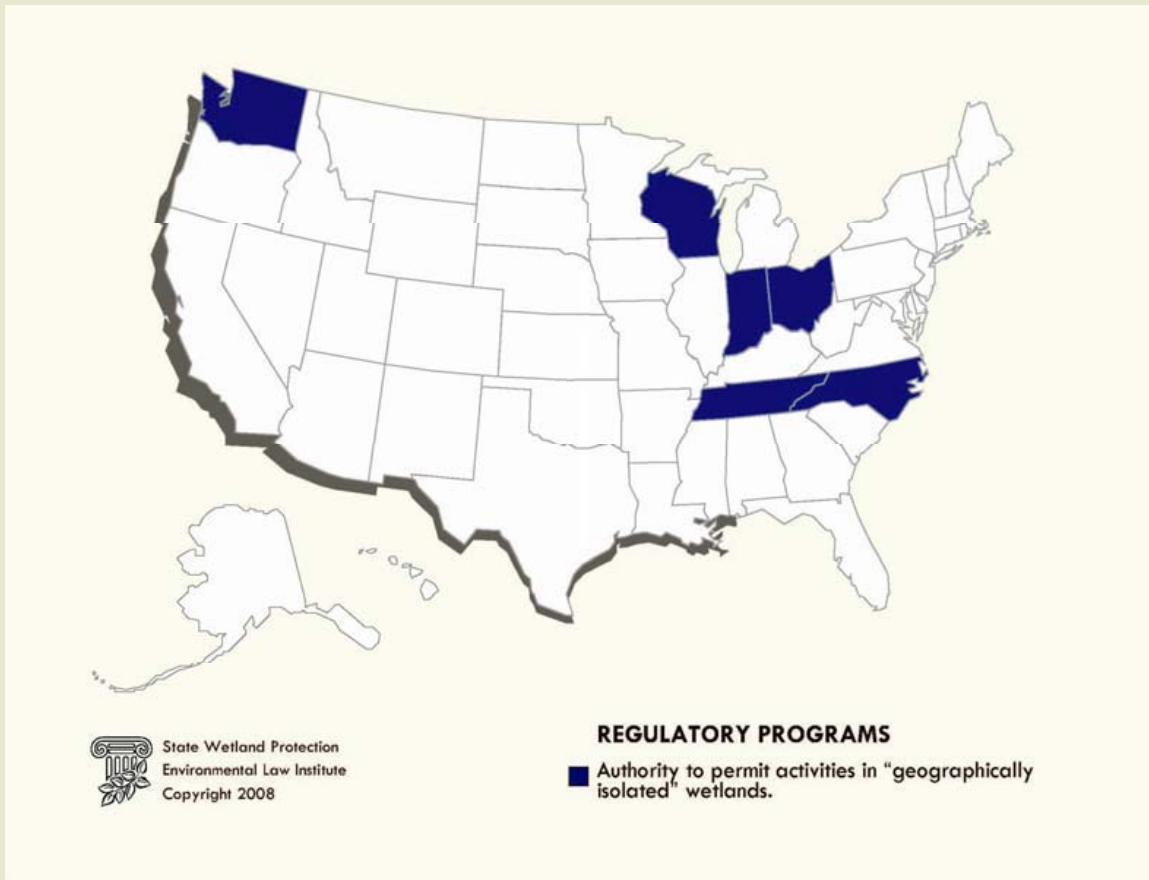 State Wetland Protection
Environmental Law Institute
Copyright 2008
REGULATORY PROGRAMS
Authority to permit activities in “geographically
isolated” wetlands.